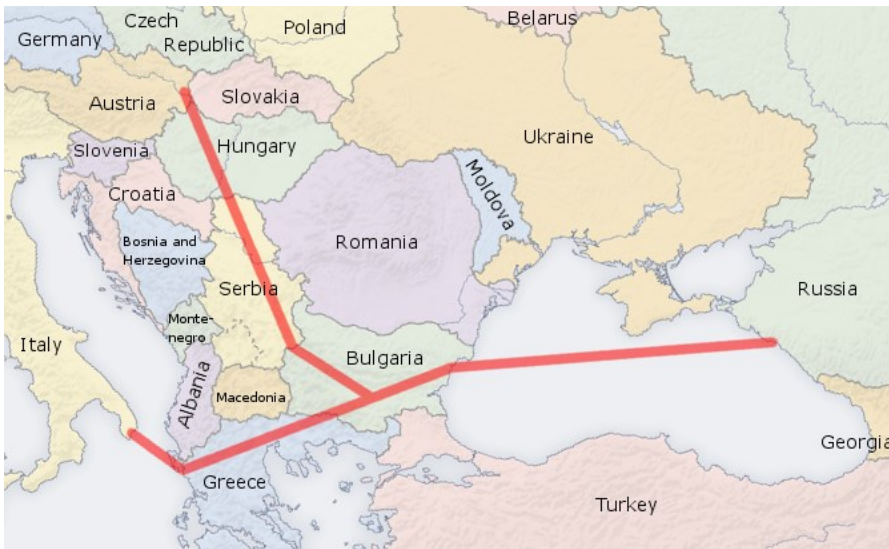 Czech
Republic
Germany
Poland
Belarus
Austria
Slovakia
Ukraine
Slovenia
Hungary
Moldova
Croatia
Romania
Bosnia and
Herzegovina
Serbia
Russia
Monte-
negro
Italy
Bulgaria
Albania
Macedonia
Georgia
Greece
Turkey